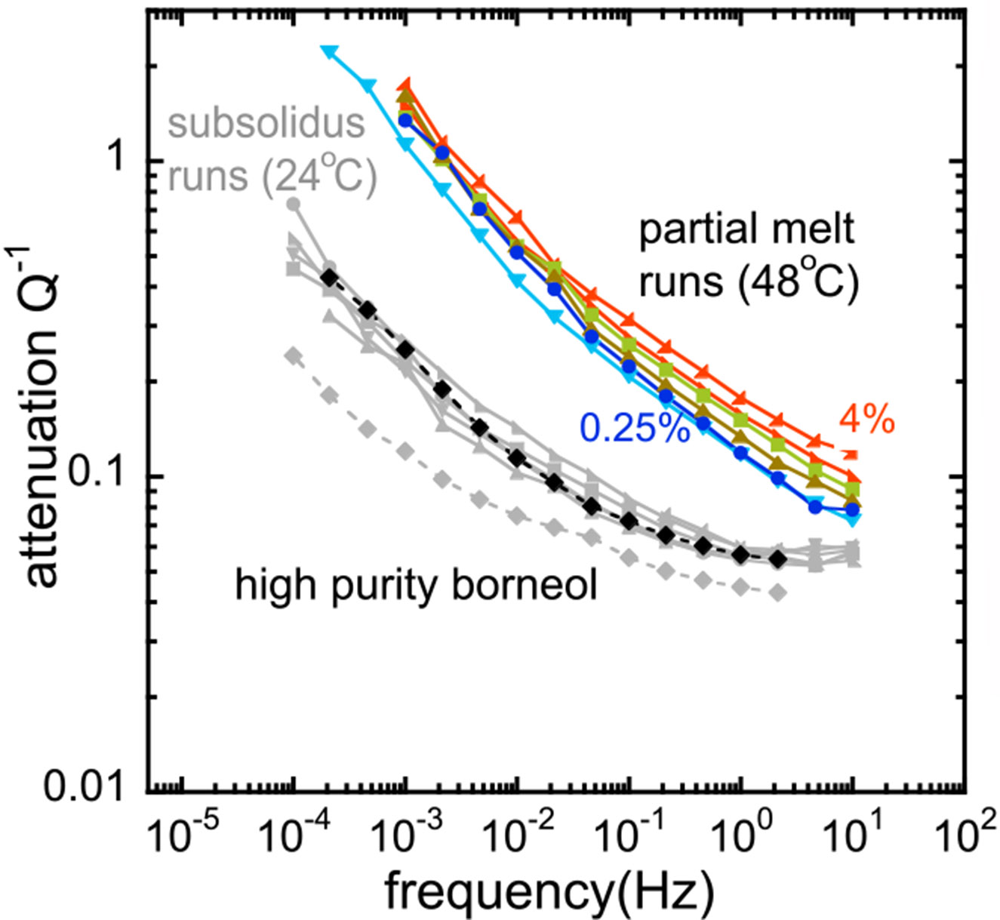 subsolidus
runs (24°C)
partial melt
runs (48°C)
0.25%
4%
high purity borneol
attenuation Q⁻¹
1
0.1
0.01
10⁻⁵ 10⁻⁴ 10⁻³ 10⁻² 10⁻¹ 10⁰ 10¹ 10²
frequency(Hz)